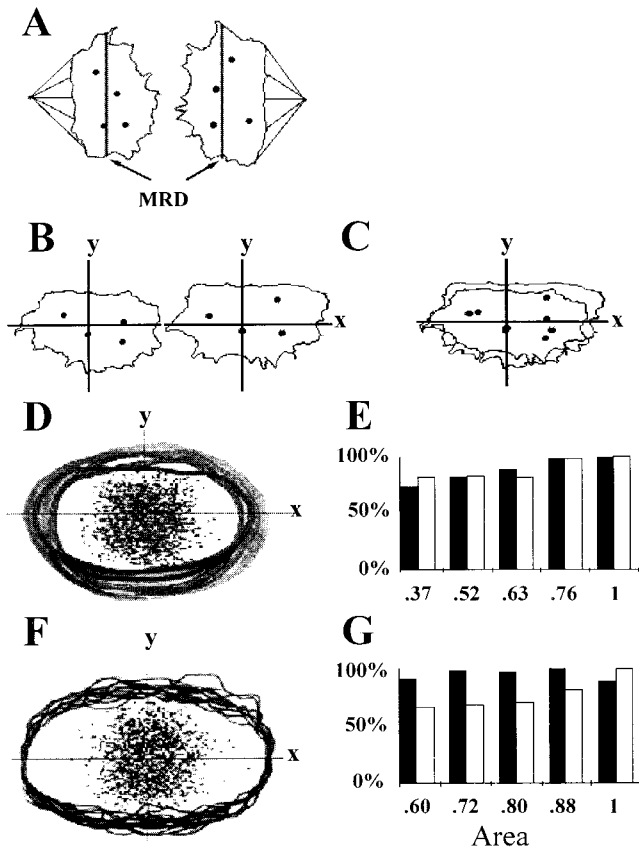 A
MRD
B
y
y
x
C
y
x
D
y
x
E
100%
50%
0%
.37 .52 .63 .76 1
F
y
x
G
100%
50%
0%
.60 .72 .80 .88 1
Area